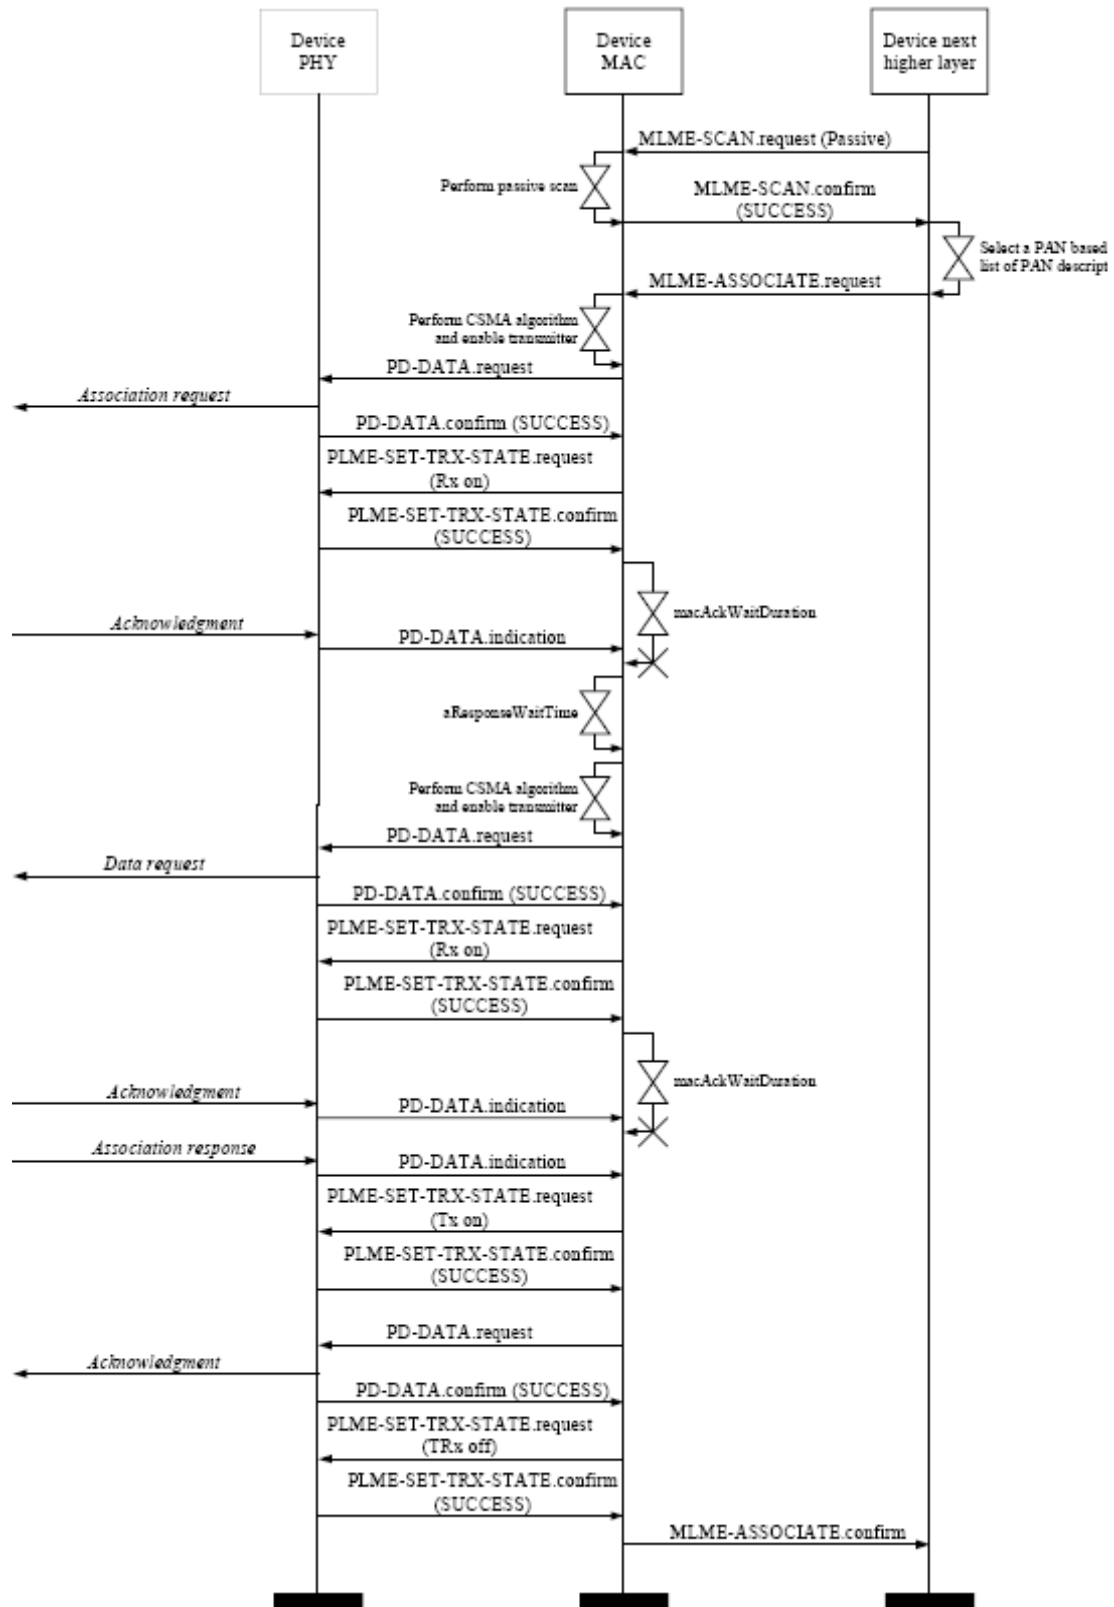 Device
PHY
Device
MAC
Device next
higher layer
MLME-SCAN.request (Passive)
Perform passive scan
MLME-SCAN.confirm
(SUCCESS)
Select a PAN based
list of PAN descript
MLME-ASSOCIATE.request
Perform CSMA algorithm
and enable transmitter
PD-DATA.request
Association request
PD-DATA.confirm (SUCCESS)
PLME-SET-TRX-STATE.request
(Rx on)
PLME-SET-TRX-STATE.confirm
(SUCCESS)
macAckWaitDuration
Acknowledgment
PD-DATA.indication
aResponseWaitTime
Perform CSMA algorithm
and enable transmitter
PD-DATA.request
Data request
PD-DATA.confirm (SUCCESS)
PLME-SET-TRX-STATE.request
(Rx on)
PLME-SET-TRX-STATE.confirm
(SUCCESS)
macAckWaitDuration
Acknowledgment
PD-DATA.indication
Association response
PD-DATA.indication
PLME-SET-TRX-STATE.request
(Tx on)
PLME-SET-TRX-STATE.confirm
(SUCCESS)
PD-DATA.request
Acknowledgment
PD-DATA.confirm (SUCCESS)
PLME-SET-TRX-STATE.request
(TRx off)
PLME-SET-TRX-STATE.confirm
(SUCCESS)
MLME-ASSOCIATE.confirm